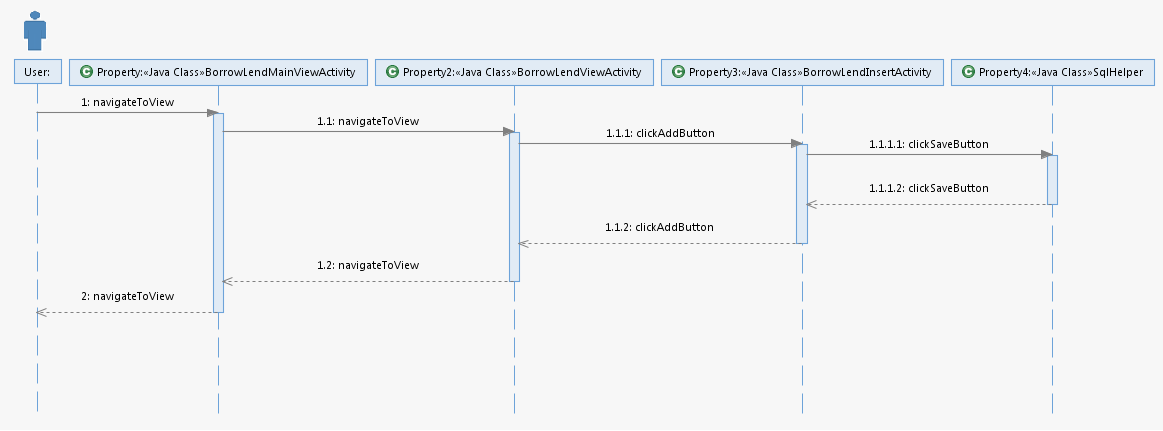 User:
C Property:«Java Class»BorrowLendMainViewActivity
C Property2:«Java Class»BorrowLendViewActivity
C Property3:«Java Class»BorrowLendInsertActivity
C Property4:«Java Class»SqlHelper
1: navigateToView
1.1: navigateToView
1.1.1: clickAddButton
1.1.1.1: clickSaveButton
1.1.1.2: clickSaveButton
1.1.2: clickAddButton
1.2: navigateToView
2: navigateToView